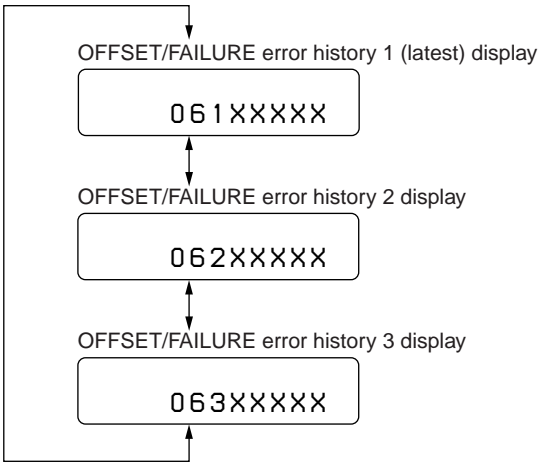 OFFSET/FAILURE error history 1 (latest) display
061XXXXX
OFFSET/FAILURE error history 2 display
062XXXXX
OFFSET/FAILURE error history 3 display
063XXXXX